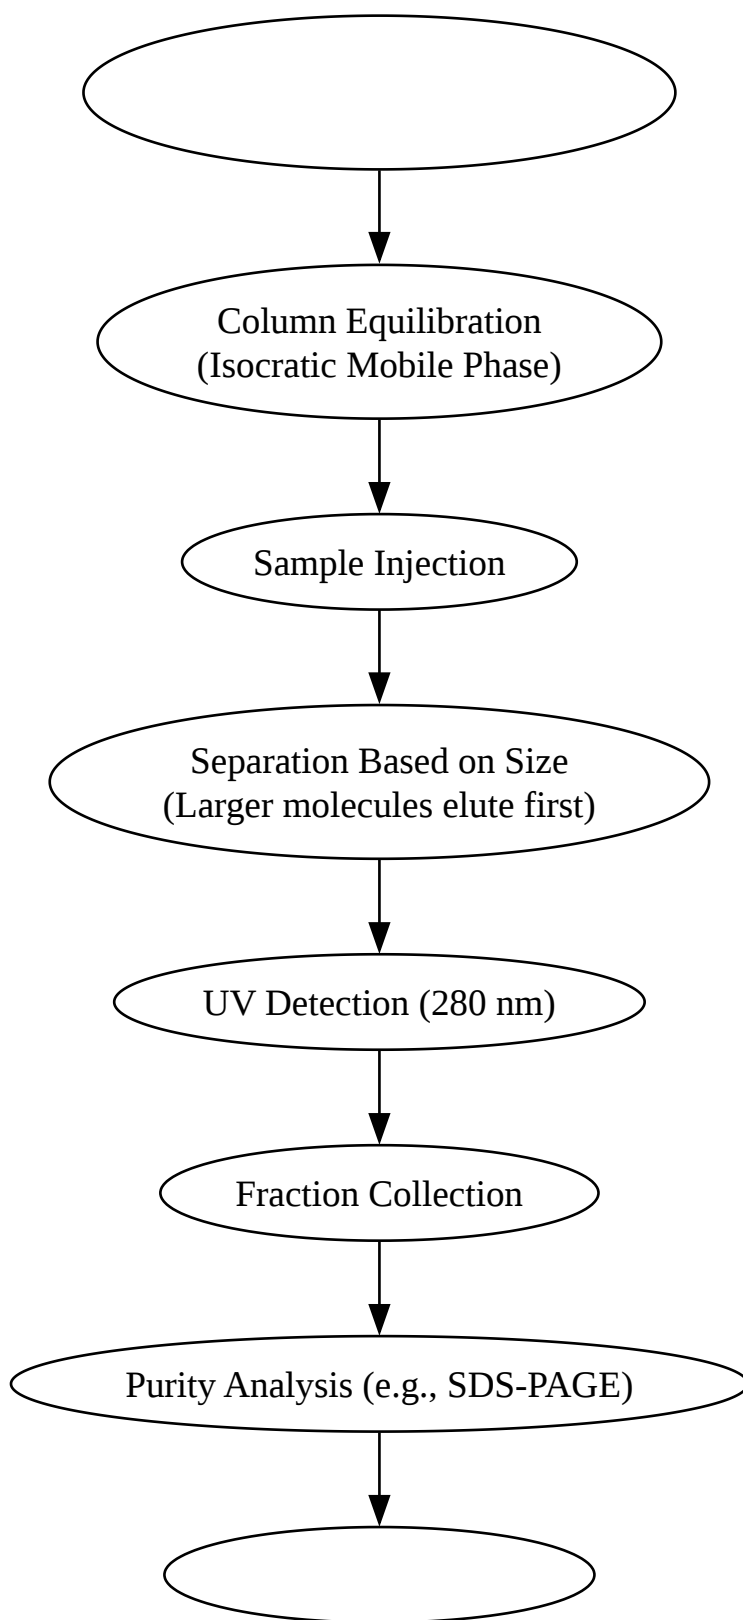 Column Equilibration
(Isocratic Mobile Phase)
Sample Injection
Separation Based on Size
(Larger molecules elute first)
UV Detection (280 nm)
Fraction Collection
Purity Analysis (e.g., SDS-PAGE)